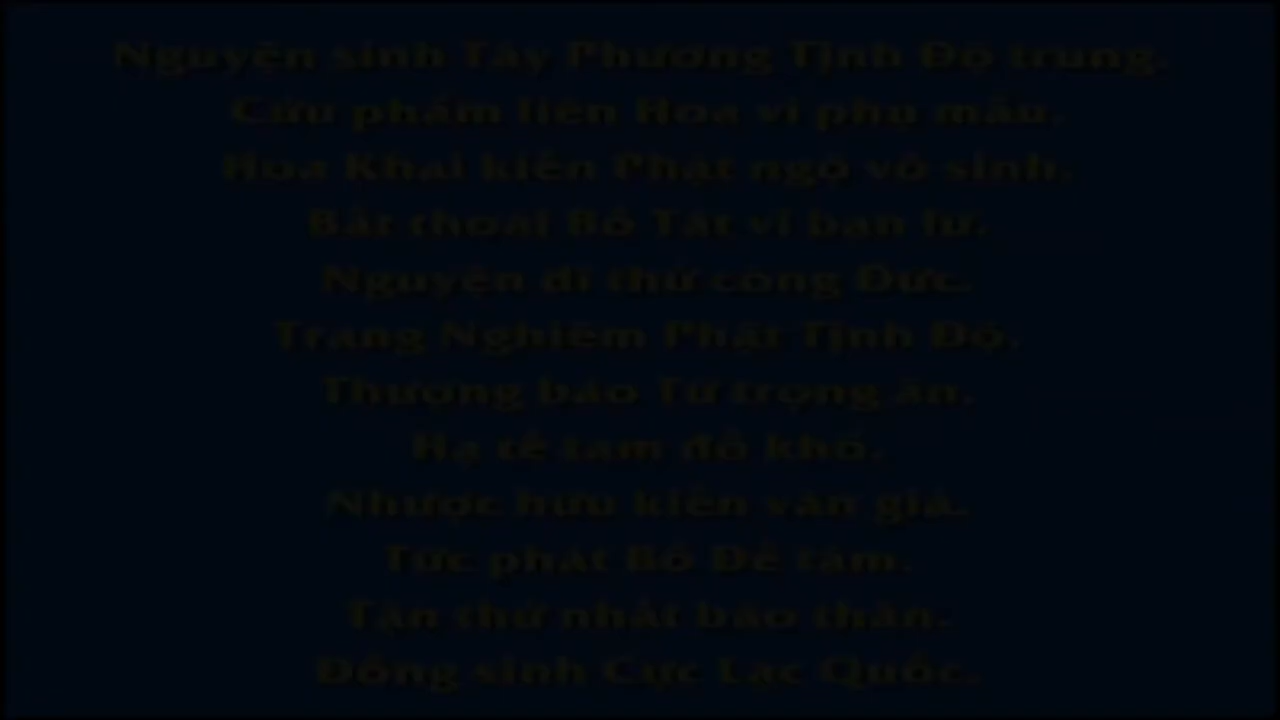 Nguyện sinh Tây Phương Tịnh Độ trung.
Cửu phẩm liên Hoa vi phụ mẫu.
Hoa Khai kiến Phật ngộ vô sinh.
Bất thoái Bồ Tát vi bạn lữ.
Nguyện dĩ thử công Đức.
Trang Nghiêm Phật Tịnh Độ.
Thượng báo Tứ trọng ân.
Hạ tế tam đồ khổ.
Nhược hữu kiến văn giả.
Tức phát Bồ Đề tâm.
Tận thử nhất báo thân.
Đồng sinh Cực Lạc Quốc.